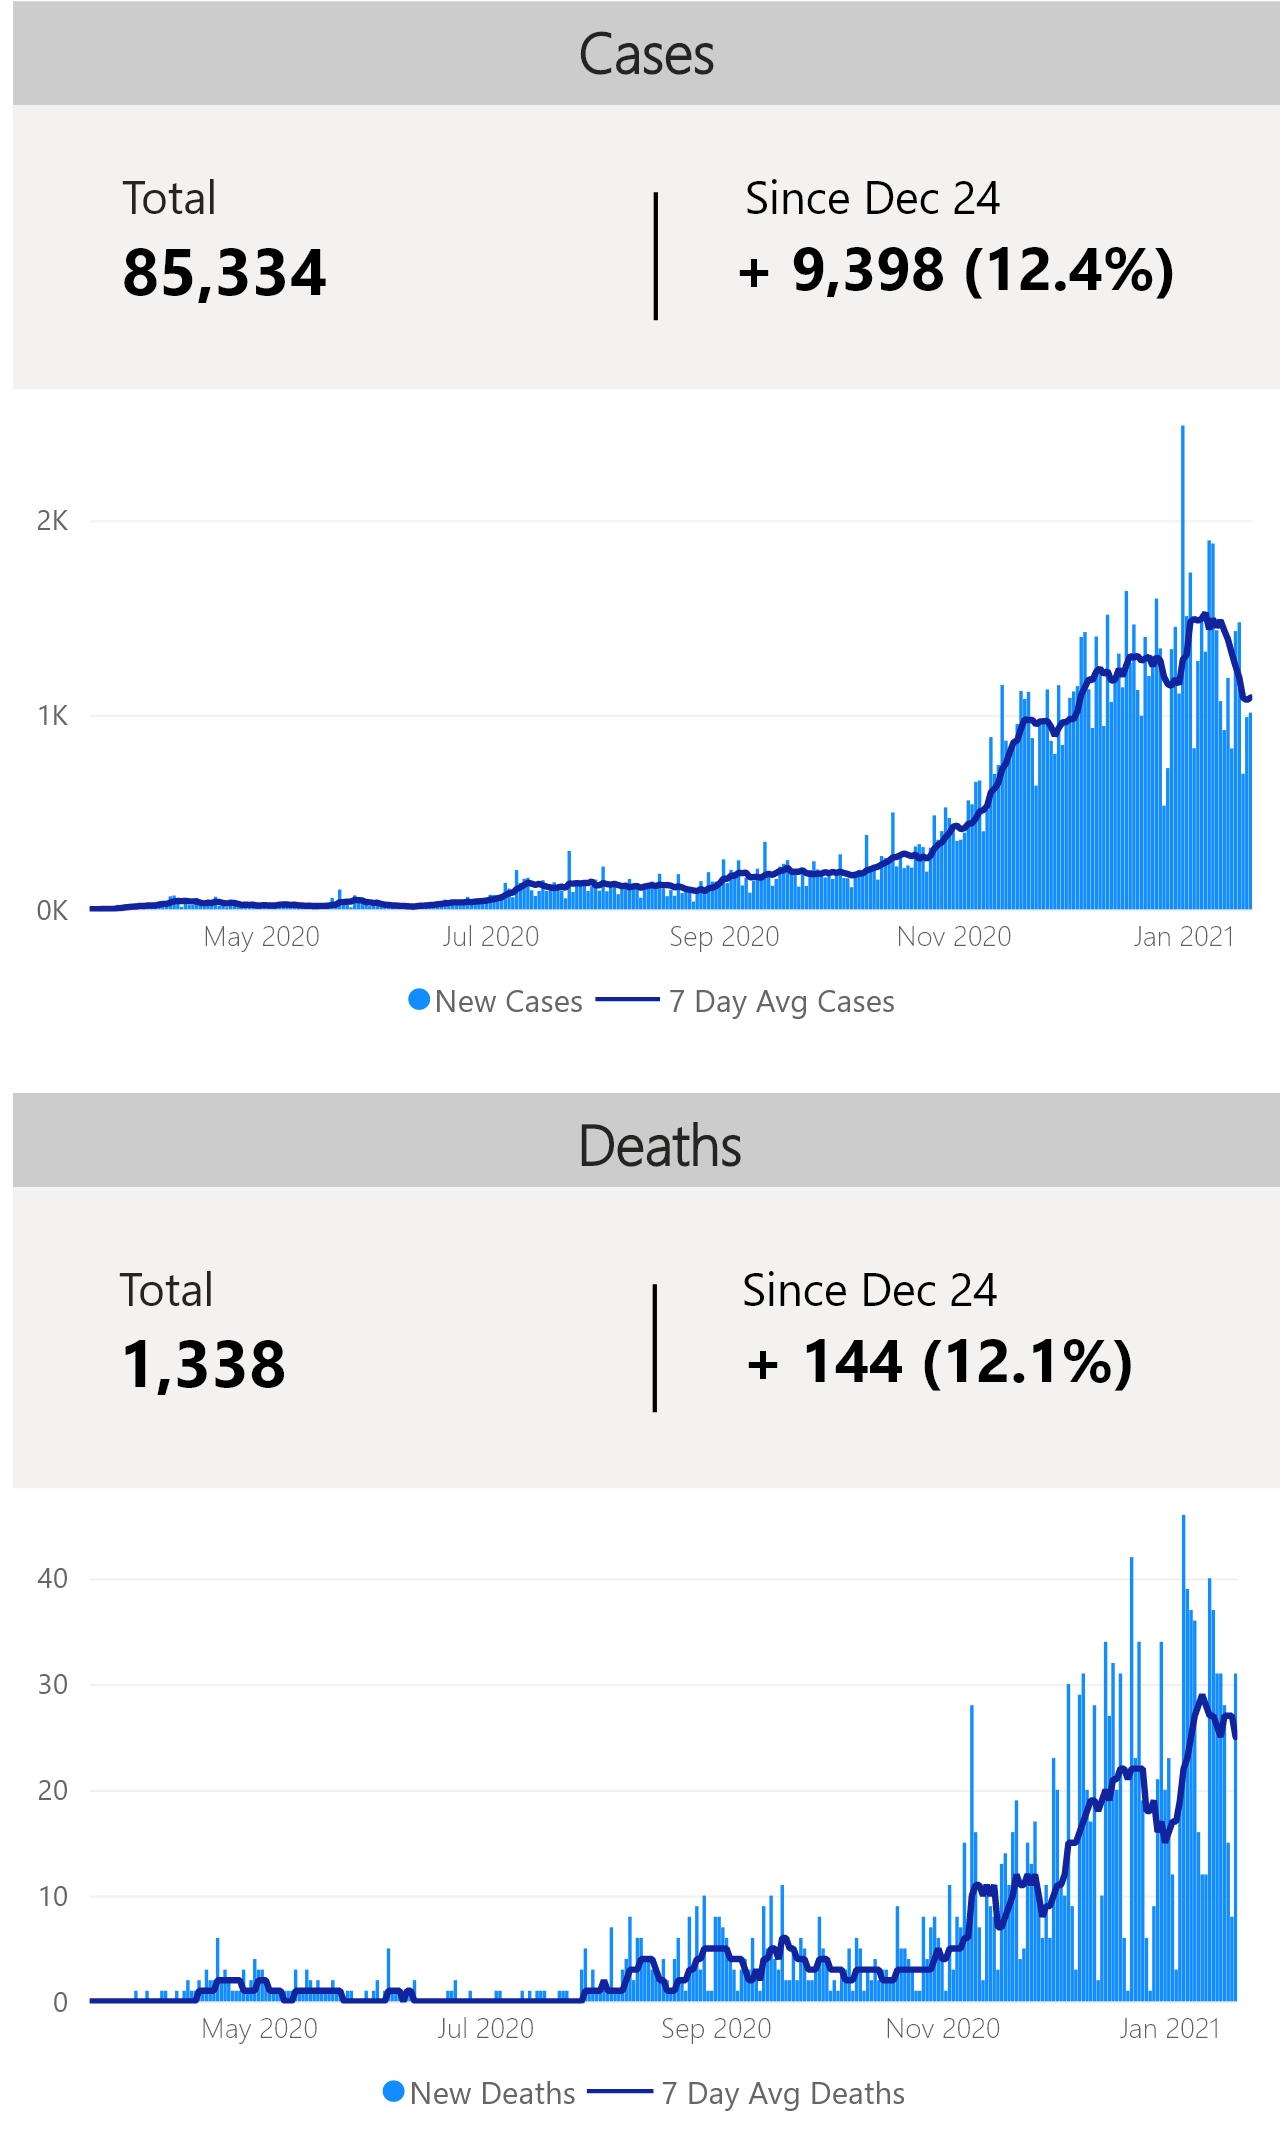 Cases
Total
85,334
Since Dec 24
+ 9,398 (12.4%)
2K
1K
0K
May 2020 Jul 2020 Sep 2020 Nov 2020 Jan 2021
New Cases 7 Day Avg Cases
Deaths
Total
1,338
Since Dec 24
+ 144 (12.1%)
40
30
20
10
0
May 2020 Jul 2020 Sep 2020 Nov 2020 Jan 2021
New Deaths 7 Day Avg Deaths